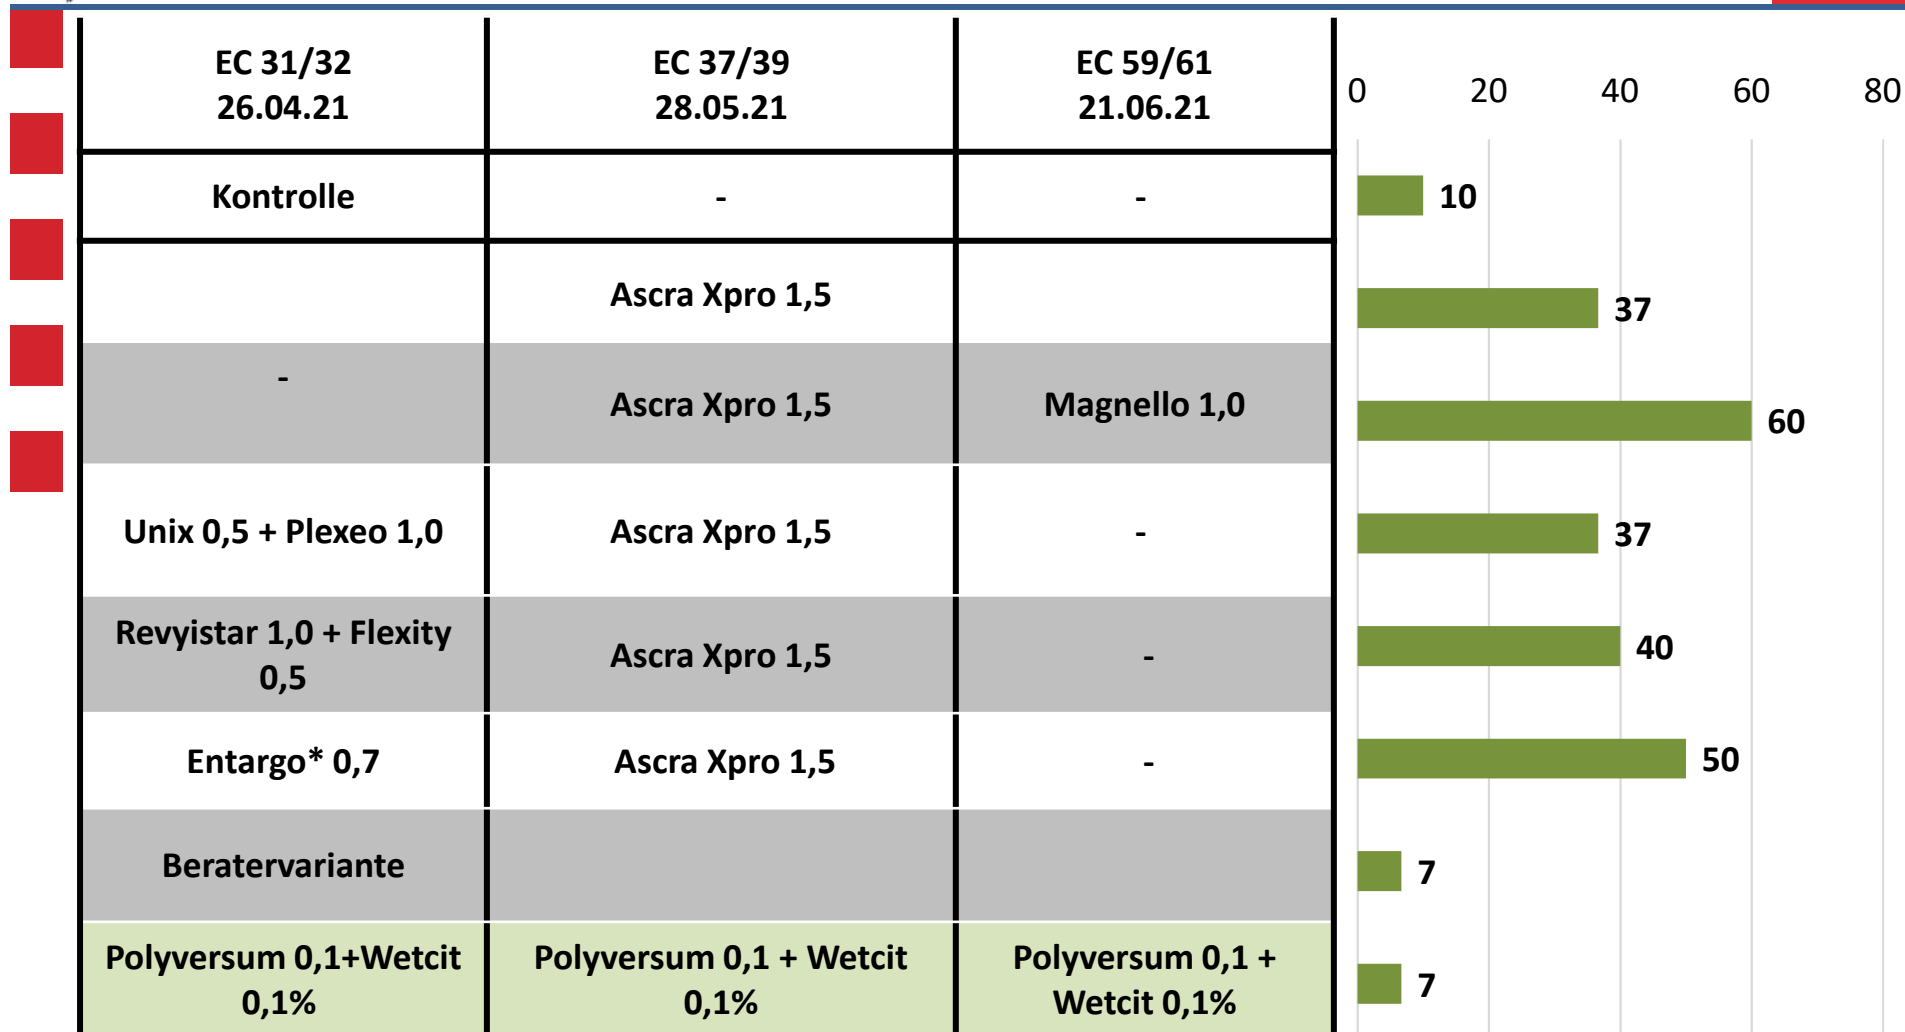 EC 31/32
26.04.21
EC 37/39
28.05.21
EC 59/61
21.06.21
0 20 40 60 80
Kontrolle - - 10
Ascra Xpro 1,5 37
- Ascra Xpro 1,5 Magnello 1,0 60
Unix 0,5 + Plexeo 1,0 Ascra Xpro 1,5 - 37
Revyistar 1,0 + Flexity
0,5
Ascra Xpro 1,5 - 40
Entargo* 0,7 Ascra Xpro 1,5 - 50
Beratervariante 7
Polyversum 0,1+Wetcit
0,1%
Polyversum 0,1 + Wetcit
0,1%
Polyversum 0,1 +
Wetcit 0,1%
7